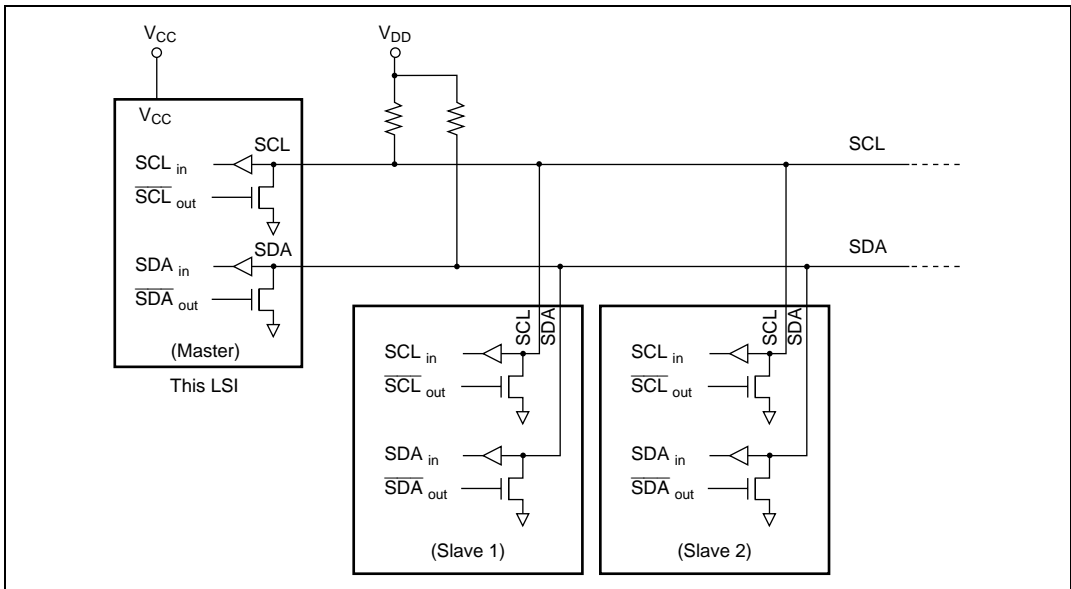 VCC
VDD
VCC
SCL
SCL
SCL in
SCL out
SDA
SDA
SDA in
SDA out
(Master)
This LSI
SCL
SDA
SCL
SDA
SCL in
SCL in
SCL out
SCL out
SDA in
SDA in
SDA out
SDA out
(Slave 1)
(Slave 2)